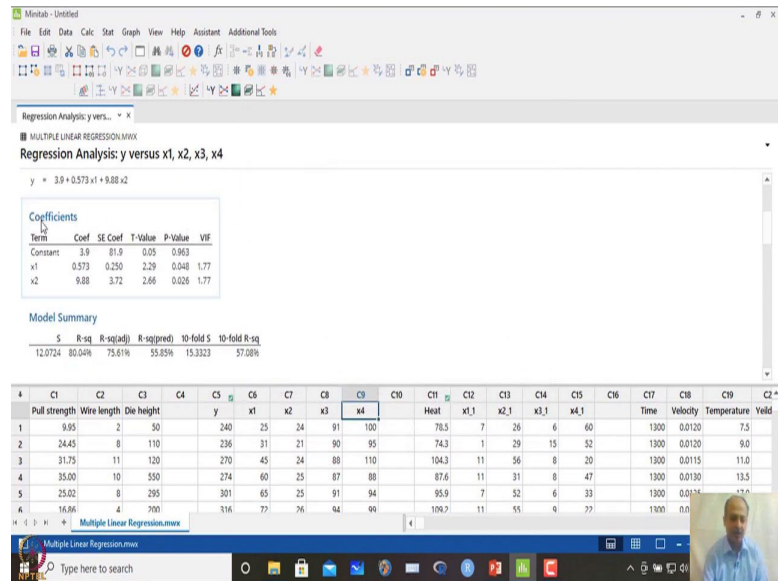 Minitab - Untitled
File Edit Data Calc Stat Graph View Help Assistant Additional Tools
Regression Analysis: y vers...
MULTIPLE LINEAR REGRESSION.MWX
Regression Analysis: y versus x1, x2, x3, x4
y = 3.9 + 0.573 x1 + 9.88 x2
Coefficients
Term Coef SE Coef T-Value P-Value VIF
Constant 3.9 81.9 0.05 0.963
x1 0.573 0.250 2.29 0.048 1.77
x2 9.88 3.72 2.66 0.026 1.77
Model Summary
S R-sq R-sq(adj) R-sq(pred) 10-fold S 10-fold R-sq
12.0724 80.04% 75.61% 55.85% 15.3323 57.08%
C1 C2 C3 C4 C5 C6 C7 C8 C9 C10 C11 C12 C13 C14 C15 C16 C17 C18 C19 C2
Pull strength Wire length Die height y x1 x2 x3 x4 Heat x1_1 x2_1 x3_1 x4_1 Time Velocity Temperature Yeild
1 9.95 2 50 240 25 24 91 100 78.5 7 26 6 60 1300 0.0120 7.5
2 24.45 8 110 236 31 21 90 95 74.3 1 29 15 52 1300 0.0120 9.0
3 31.75 11 120 270 45 24 88 110 104.3 11 56 8 20 1300 0.0115 11.0
4 35.00 10 550 274 60 25 87 88 87.6 11 31 8 47 1300 0.0130 13.5
5 25.02 8 295 301 65 25 91 94 95.9 7 52 6 33 1300
6 16.86 4 200 316 72 26 94 99 109.2 11 55 9 22 1300
Multiple Linear Regression.mwx
Multiple Linear Regression.mwx
Type here to search
NPTEL